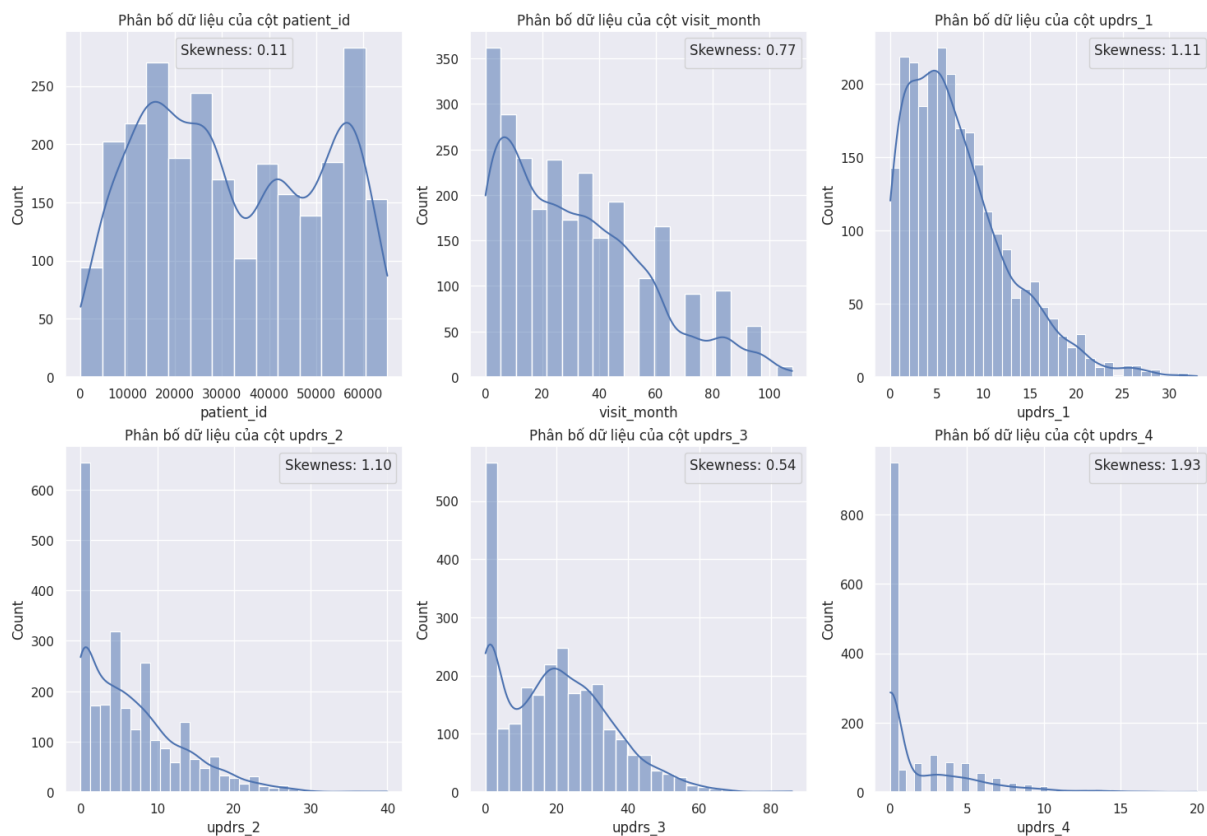 Phân bố dữ liệu của cột patient_id
Skewness: 0.11
250
200
150
100
50
0
Count
0 10000 20000 30000 40000 50000 60000
patient_id
Phân bố dữ liệu của cột visit_month
Skewness: 0.77
350
300
250
200
150
100
50
0
Count
0 20 40 60 80 100
visit_month
Phân bố dữ liệu của cột updrs_1
Skewness: 1.11
200
150
100
50
0
Count
0 5 10 15 20 25 30
updrs_1
Phân bố dữ liệu của cột updrs_2
Skewness: 1.10
600
500
400
300
200
100
0
Count
0 10 20 30 40
updrs_2
Phân bố dữ liệu của cột updrs_3
Skewness: 0.54
500
400
300
200
100
0
Count
0 20 40 60 80
updrs_3
Phân bố dữ liệu của cột updrs_4
Skewness: 1.93
800
600
400
200
0
Count
0 5 10 15 20
updrs_4